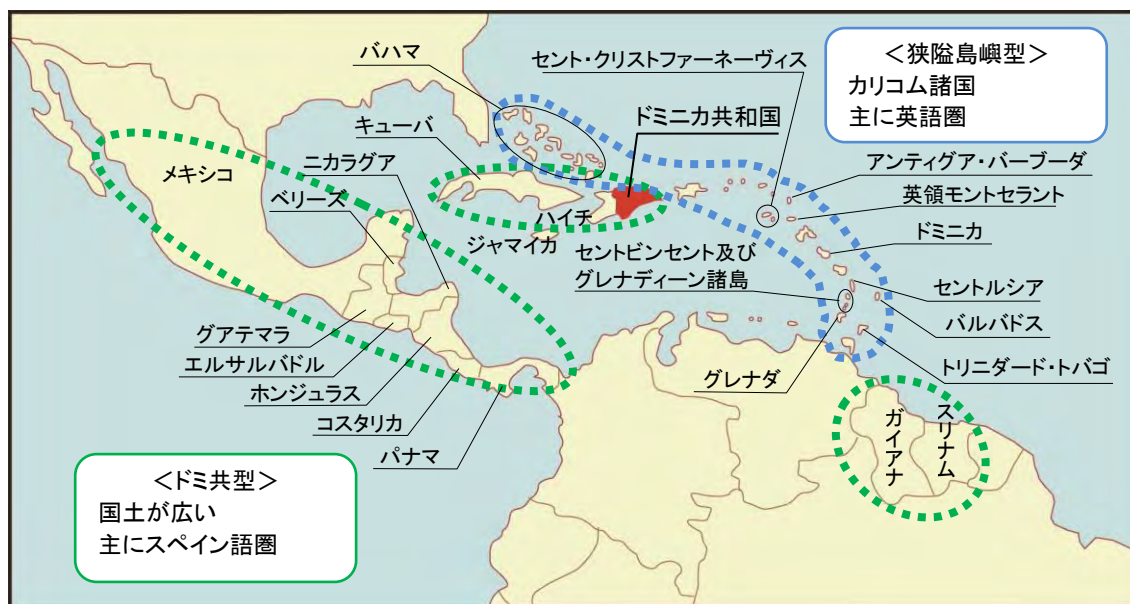 バハマ
セント・クリストファーネーヴィス
＜狭隘島嶼型＞
カリコム諸国
主に英語圏
ドミニカ共和国
キューバ
ニカラグア
メキシコ
ベリーズ
アンティグア・バーブーダ
英領モントセラント
ハイチ
ジャマイカ
ドミニカ
セントビンセント及び
グレナディーン諸島
セントルシア
バルバドス
グアテマラ
エルサルバドル
ホンジュラス
コスタリカ
パナマ
グレナダ
トリニダード・トバゴ
ガイアナ
スリナム
＜ドミ共型＞
国土が広い
主にスペイン語圏